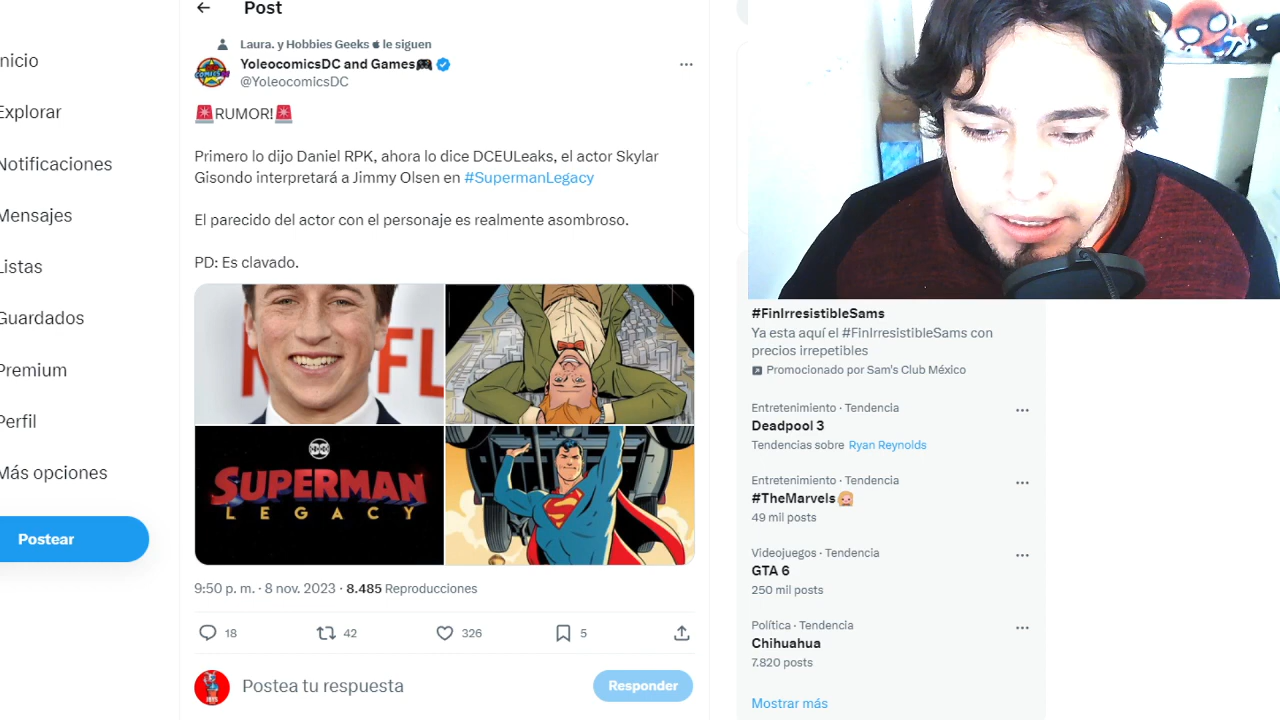 Post
nicio
Explorar
Notificaciones
Mensajes
Listas
Guardados
Premium
Perfil
Más opciones
Postear
Laura. y Hobbies Geeks le siguen
YoleocomicsDC and Games🎮
@YoleocomicsDC
🚨RUMOR!🚨
Primero lo dijo Daniel RPK, ahora lo dice DCEULeaks, el actor Skylar
Gisondo interpretará a Jimmy Olsen en #SupermanLegacy
El parecido del actor con el personaje es realmente asombroso.
PD: Es clavado.
DC
SUPERMAN
LEGACY
9:50 p. m. · 8 nov. 2023 · 8.485 Reproducciones
18
42
326
5
Postea tu respuesta
Responder
#FinIrresistibleSams
Ya esta aquí el #FinIrresistibleSams con
precios irrepetibles
Promocionado por Sam's Club México
Entretenimiento · Tendencia
Deadpool 3
Tendencias sobre Ryan Reynolds
Entretenimiento · Tendencia
#TheMarvels
49 mil posts
Videojuegos · Tendencia
GTA 6
250 mil posts
Política · Tendencia
Chihuahua
7.820 posts
Mostrar más